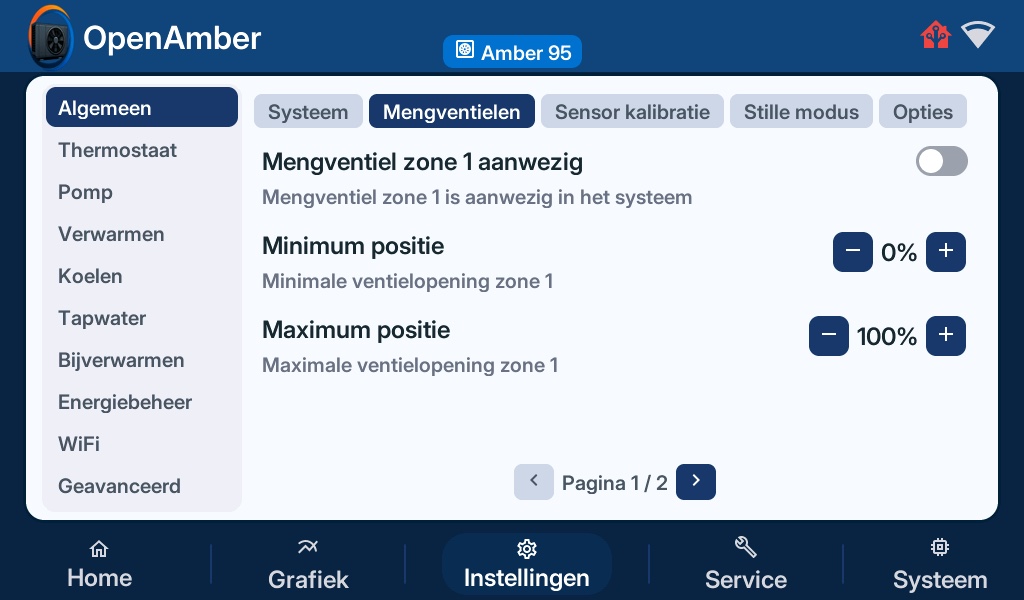 OpenAmber
Amber 95
Algemeen
Thermostaat
Pomp
Verwarmen
Koelen
Tapwater
Bijverwarmen
Energiebeheer
WiFi
Geavanceerd
Systeem
Mengventielen
Sensor kalibratie
Stille modus
Opties
Mengventiel zone 1 aanwezig
Mengventiel zone 1 is aanwezig in het systeem
Minimum positie
− 0% +
Minimale ventielopening zone 1
Maximum positie
− 100% +
Maximale ventielopening zone 1
Pagina 1 / 2
Home
Grafiek
Instellingen
Service
Systeem